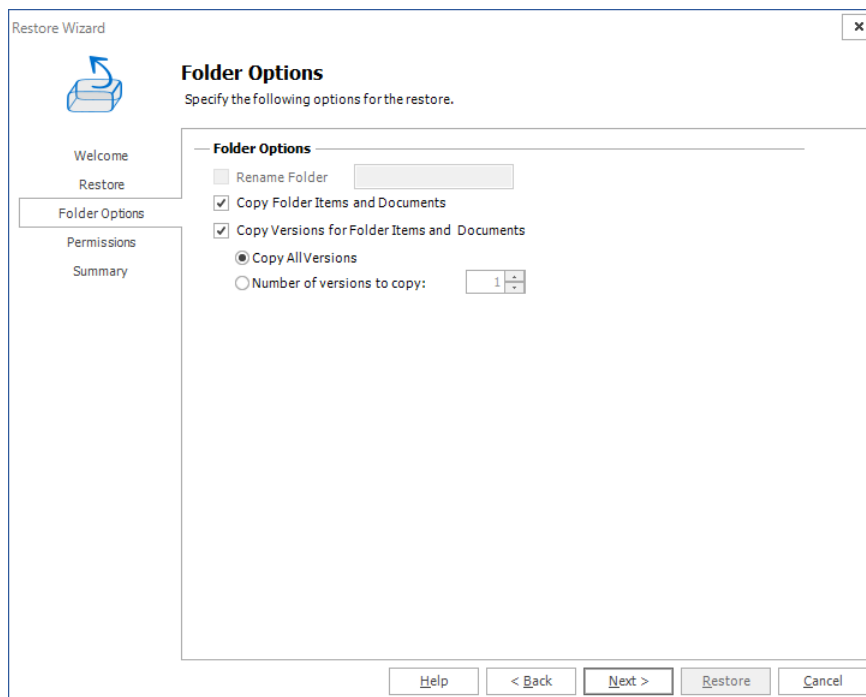 Restore Wizard
Folder Options
Specify the following options for the restore.
Welcome
Restore
Folder Options
Permissions
Summary
Folder Options
Rename Folder
Copy Folder Items and Documents
Copy Versions for Folder Items and Documents
Copy All Versions
Number of versions to copy: 1
Help < Back Next > Restore Cancel